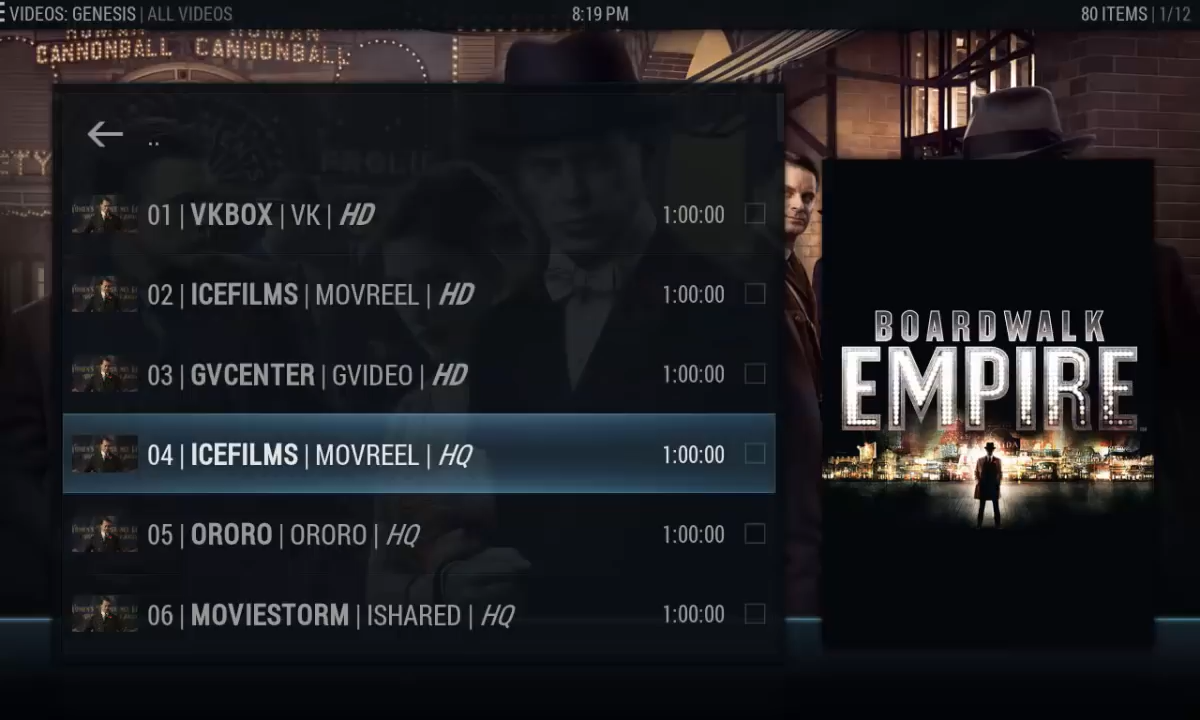 VIDEOS: GENESIS | ALL VIDEOS
8:19 PM
80 ITEMS | 1/12
HUMAN HUMAN
CANNONBALL CANNONBALL
..
01 | VKBOX | VK | HD 1:00:00
02 | ICEFILMS | MOVREEL | HD 1:00:00
03 | GVCENTER | GVIDEO | HD 1:00:00
04 | ICEFILMS | MOVREEL | HQ 1:00:00
05 | ORORO | ORORO | HQ 1:00:00
06 | MOVIESTORM | ISHARED | HQ 1:00:00
BOARDWALK
EMPIRE